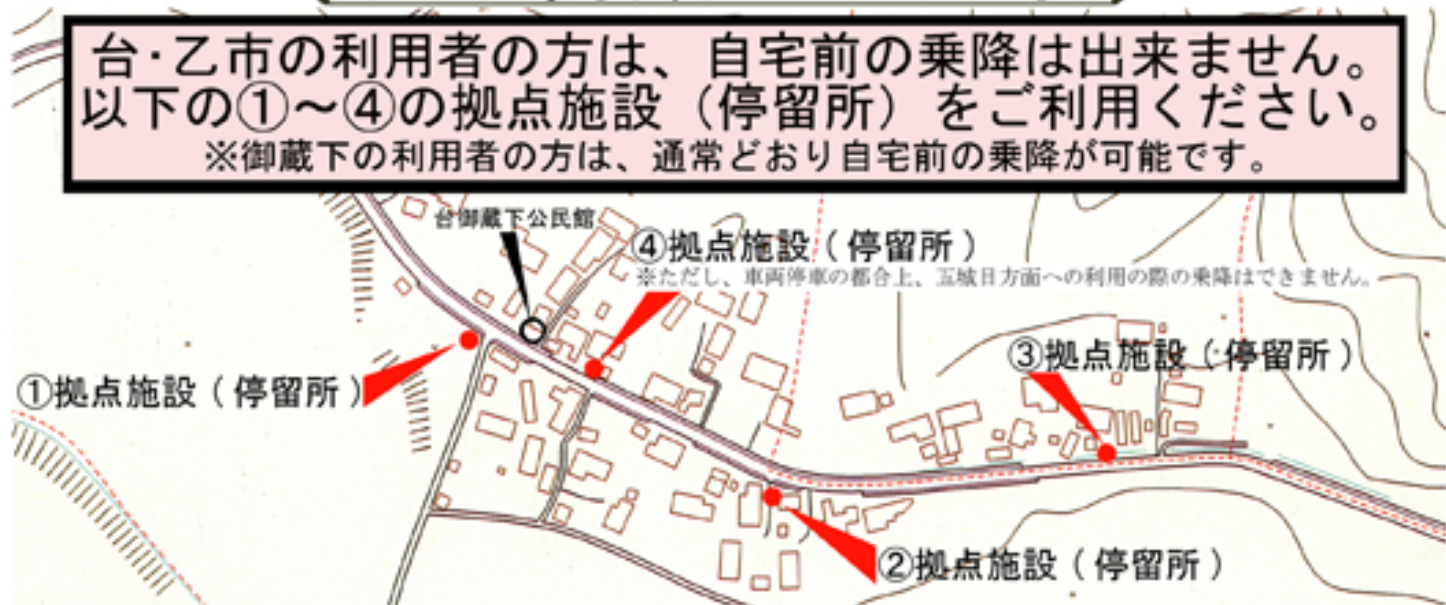 台・乙市の利用者の方は、自宅前の乗降は出来ません。
以下の①～④の拠点施設（停留所）をご利用ください。
※御蔵下の利用者の方は、通常どおり自宅前の乗降が可能です。
台御蔵下公民館
④拠点施設（停留所）
※ただし、車両停車の都合上、五城目方面への利用の際の乗降はできません。
③拠点施設（停留所）
①拠点施設（停留所）
②拠点施設（停留所）